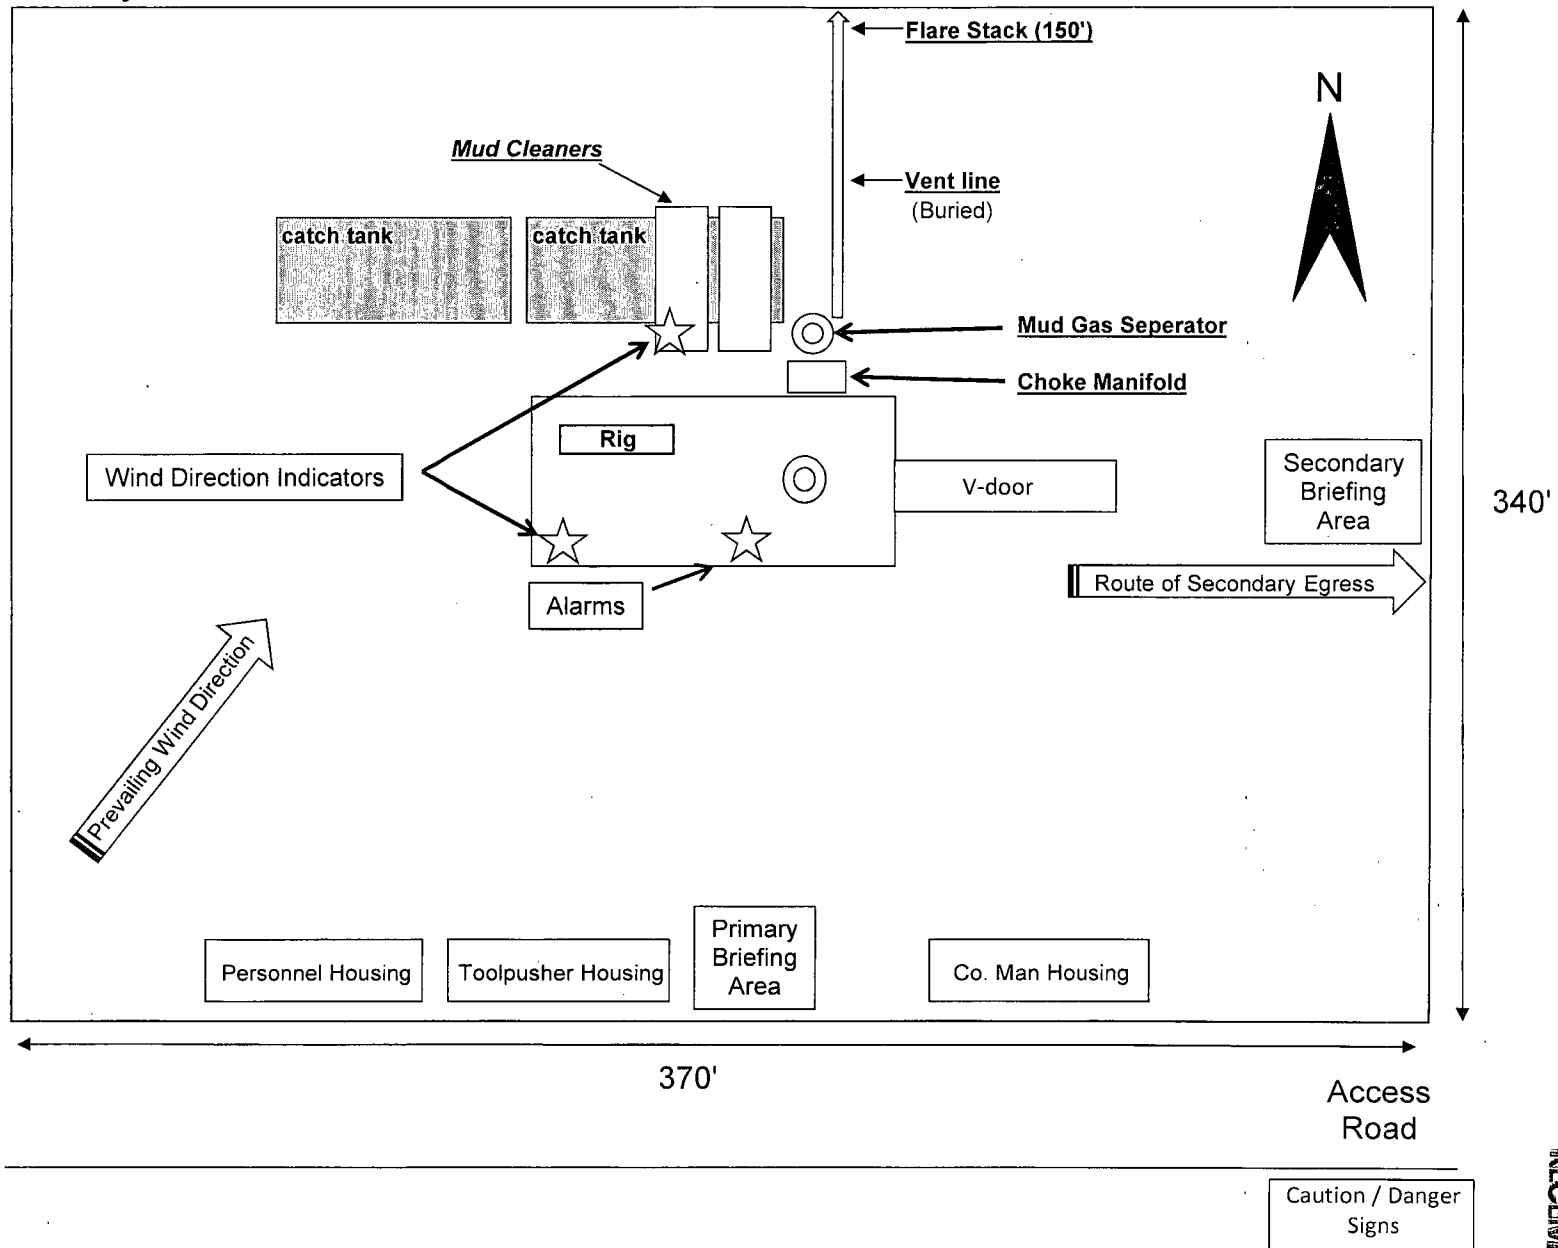 Flare Stack (150')
N
Mud Cleaners
Vent line
(Buried)
catch tank
catch tank
Mud Gas Seperator
Choke Manifold
Rig
Wind Direction Indicators
V-door
Secondary
Briefing
Area
340'
Route of Secondary Egress
Alarms
Prevailing Wind Direction
Primary
Briefing
Area
Personnel Housing
Toolpusher Housing
Co. Man Housing
370'
Access
Road
Caution / Danger
Signs